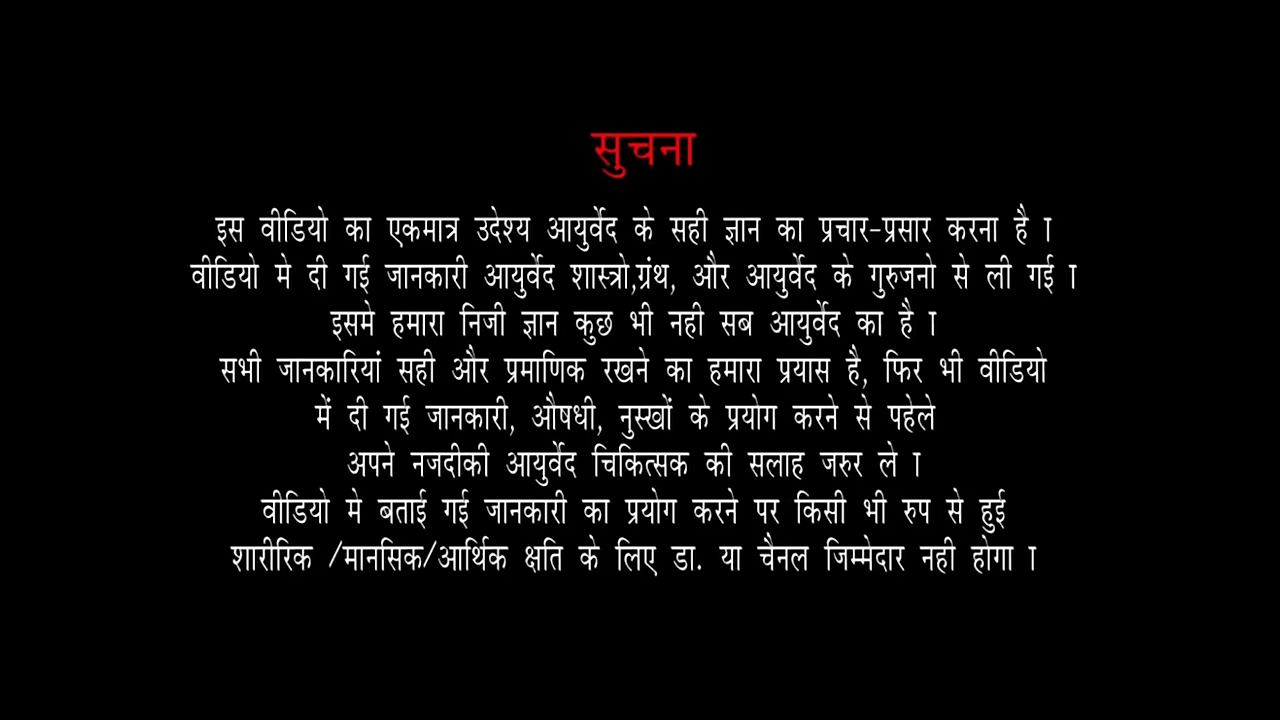 सुचना
इस वीडियो का एकमात्र उदेश्य आयुर्वेद के सही ज्ञान का प्रचार-प्रसार करना है ा
वीडियो मे दी गई जानकारी आयुर्वेद शास्त्रो,ग्रंथ, और आयुर्वेद के गुरुजनो से ली गई ा
इसमे हमारा निजी ज्ञान कुछ भी नही सब आयुर्वेद का है ा
सभी जानकारियां सही और प्रमाणिक रखने का हमारा प्रयास है, फिर भी वीडियो
में दी गई जानकारी, औषधी, नुस्खों के प्रयोग करने से पहेले
अपने नजदीकी आयुर्वेद चिकित्सक की सलाह जरुर ले ा
वीडियो मे बताई गई जानकारी का प्रयोग करने पर किसी भी रुप से हुई
शारीरिक /मानसिक/आर्थिक क्षति के लिए डा. या चैनल जिम्मेदार नही होगा ा